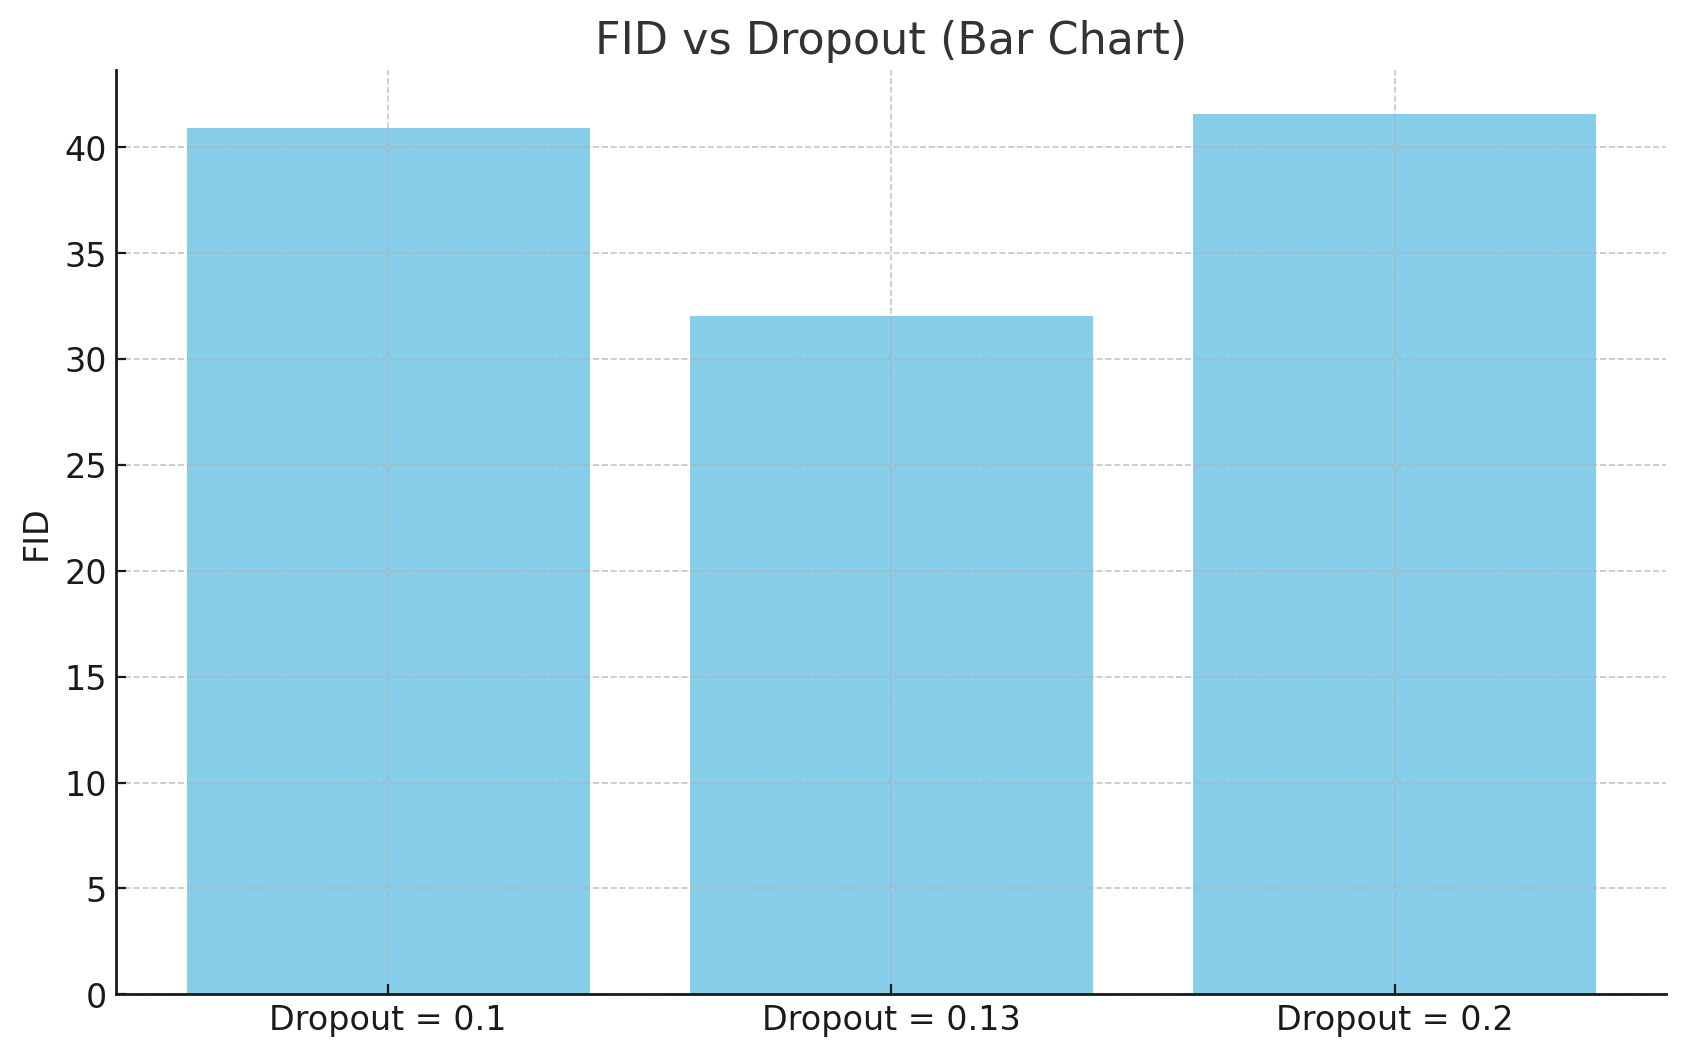 FID vs Dropout (Bar Chart)
FID
40
35
30
25
20
15
10
5
0
Dropout = 0.1
Dropout = 0.13
Dropout = 0.2